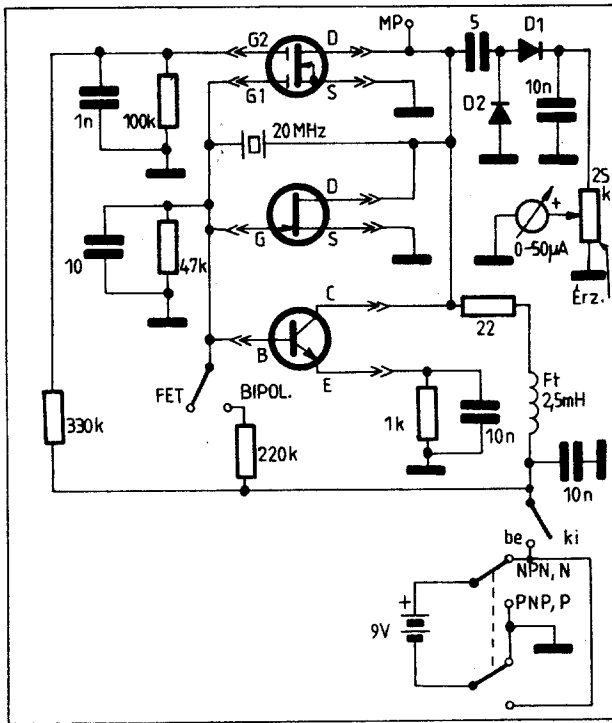 MP
5
D1
G2
D
1n
100k
G1
S
D2
10n
20MHz
25
k
D
+
0-50µA
10
47k
G
S
Érz.
C
22
B
E
Ft
2,5mH
FET
BIPOL.
330k
220k
1k
10n
10n
be
ki
NPN, N
+
PNP, P
9V